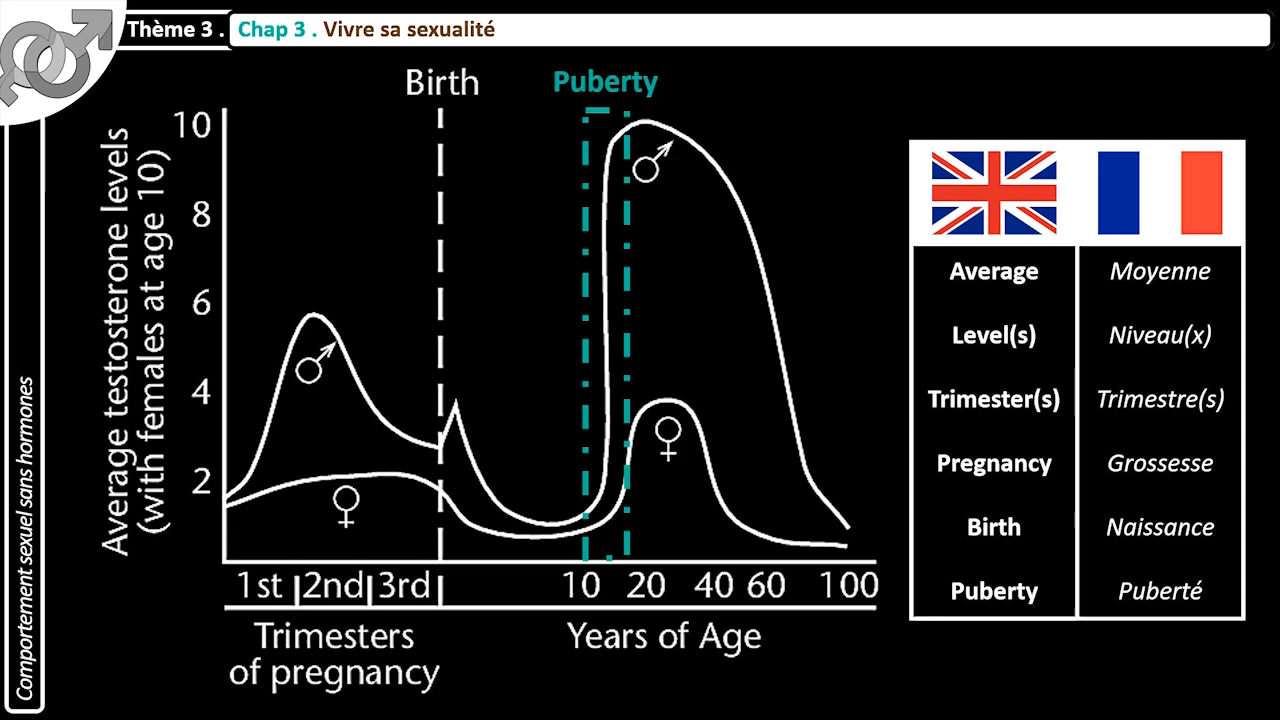 Thème 3 . Chap 3 . Vivre sa sexualité
Birth
Puberty
Average testosterone levels
(with females at age 10)
10
8
6
4
2
1st 2nd 3rd 10 20 40 60 100
Trimesters
of pregnancy
Years of Age
Average Moyenne
Level(s) Niveau(x)
Trimester(s) Trimestre(s)
Pregnancy Grossesse
Birth Naissance
Puberty Puberté
Comportement sexuel sans hormones